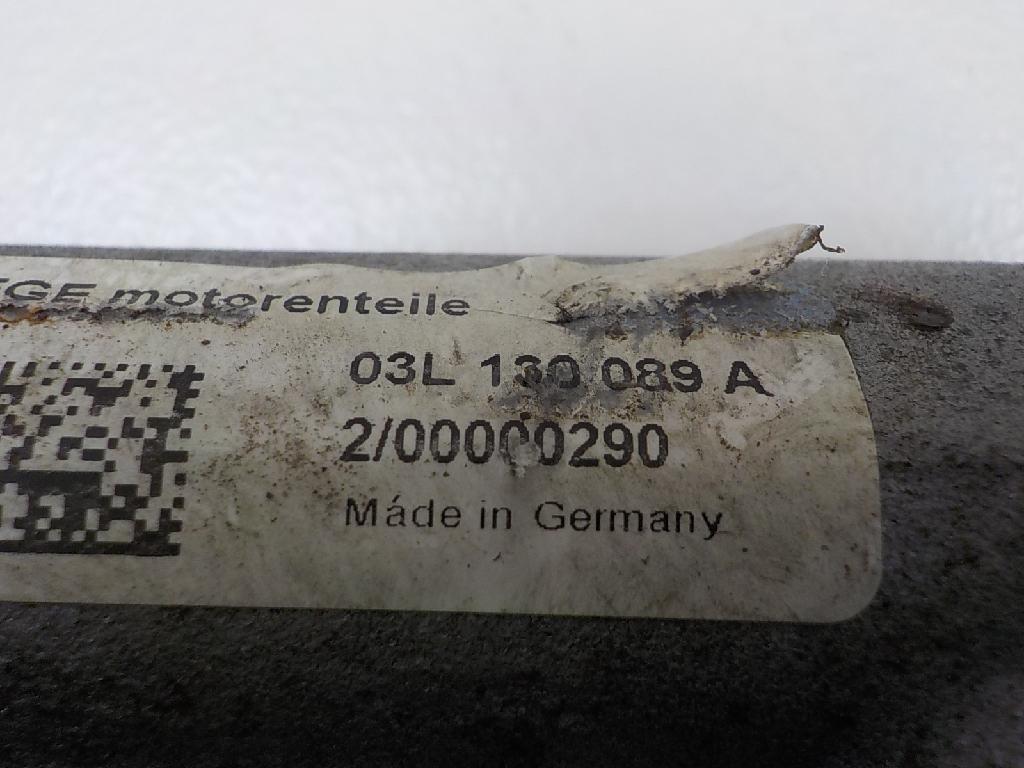 motorenteile
03L 130 089 A
2/00000290
Made in Germany